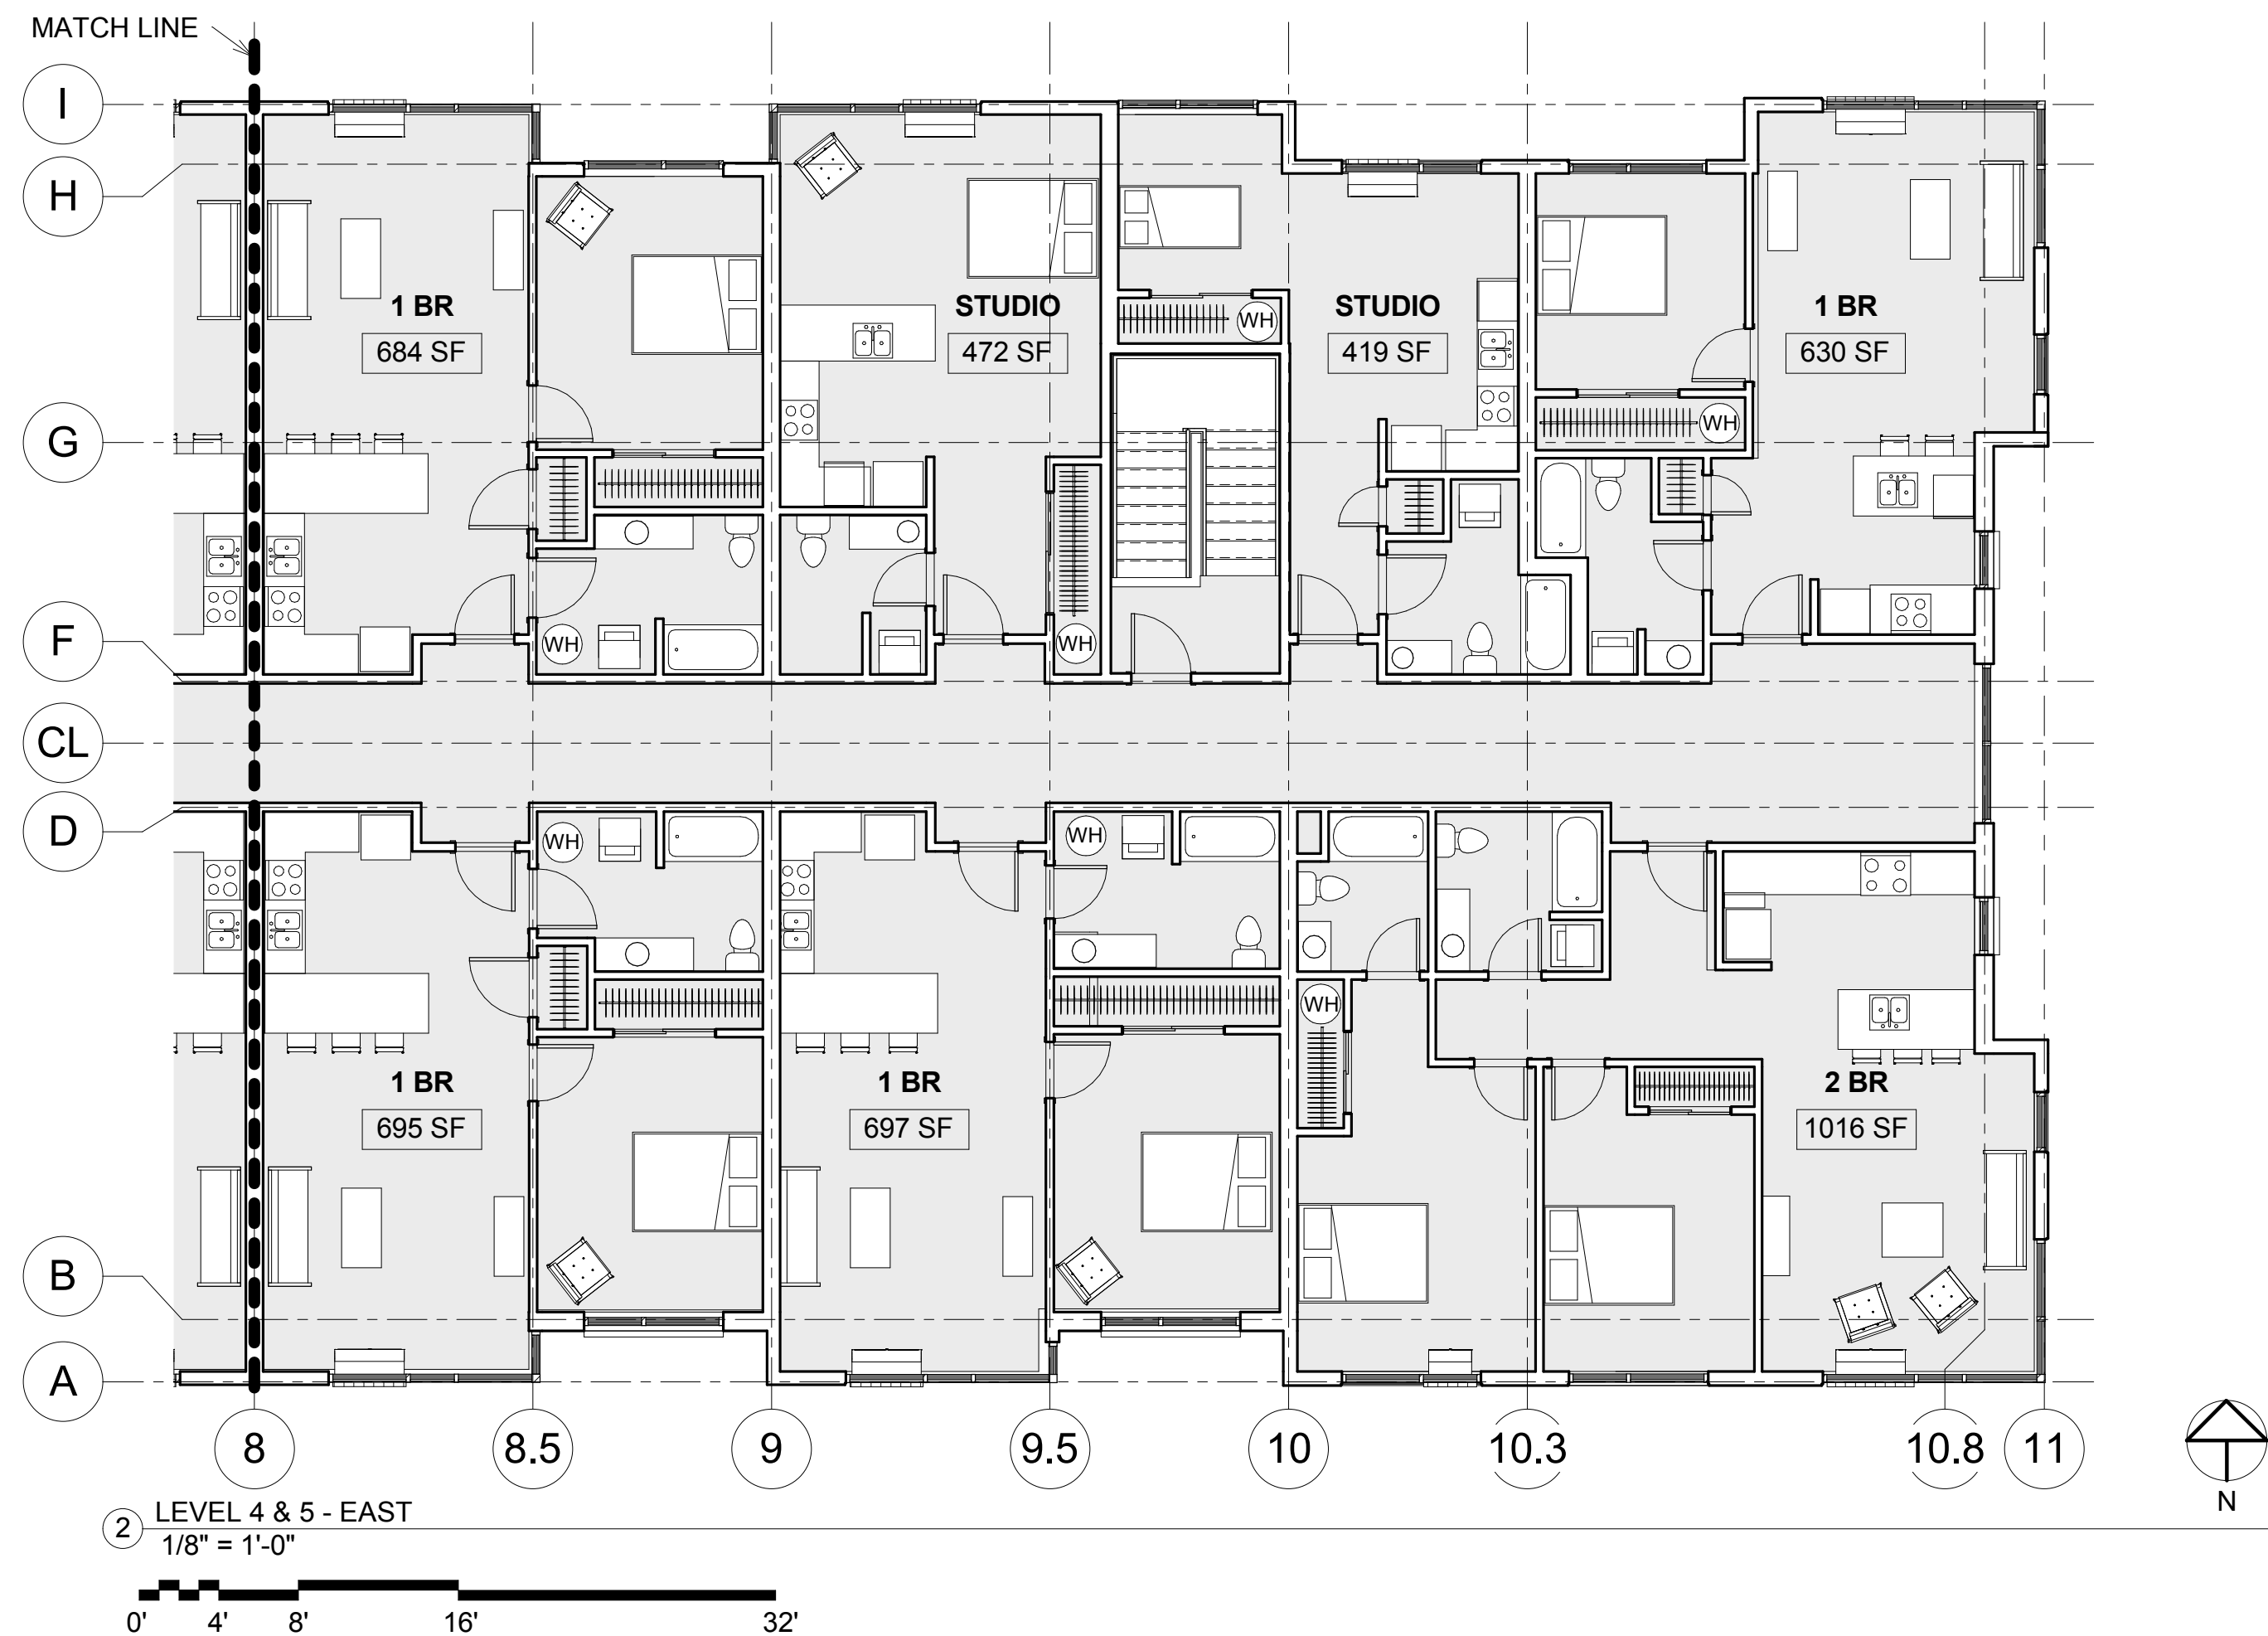 MATCH LINE
I
H
1 BR
STUDIO
STUDIO
1 BR
WH
684 SF
472 SF
419 SF
630 SF
WH
G
F
WH
WH
CL
D
WH
WH
WH
1 BR
1 BR
2 BR
695 SF
697 SF
1016 SF
B
A
8
8.5
9
9.5
10
10.3
10.8
11
N
2
LEVEL 4 & 5 - EAST
1/8" = 1'-0"
0' 4' 8' 16' 32'